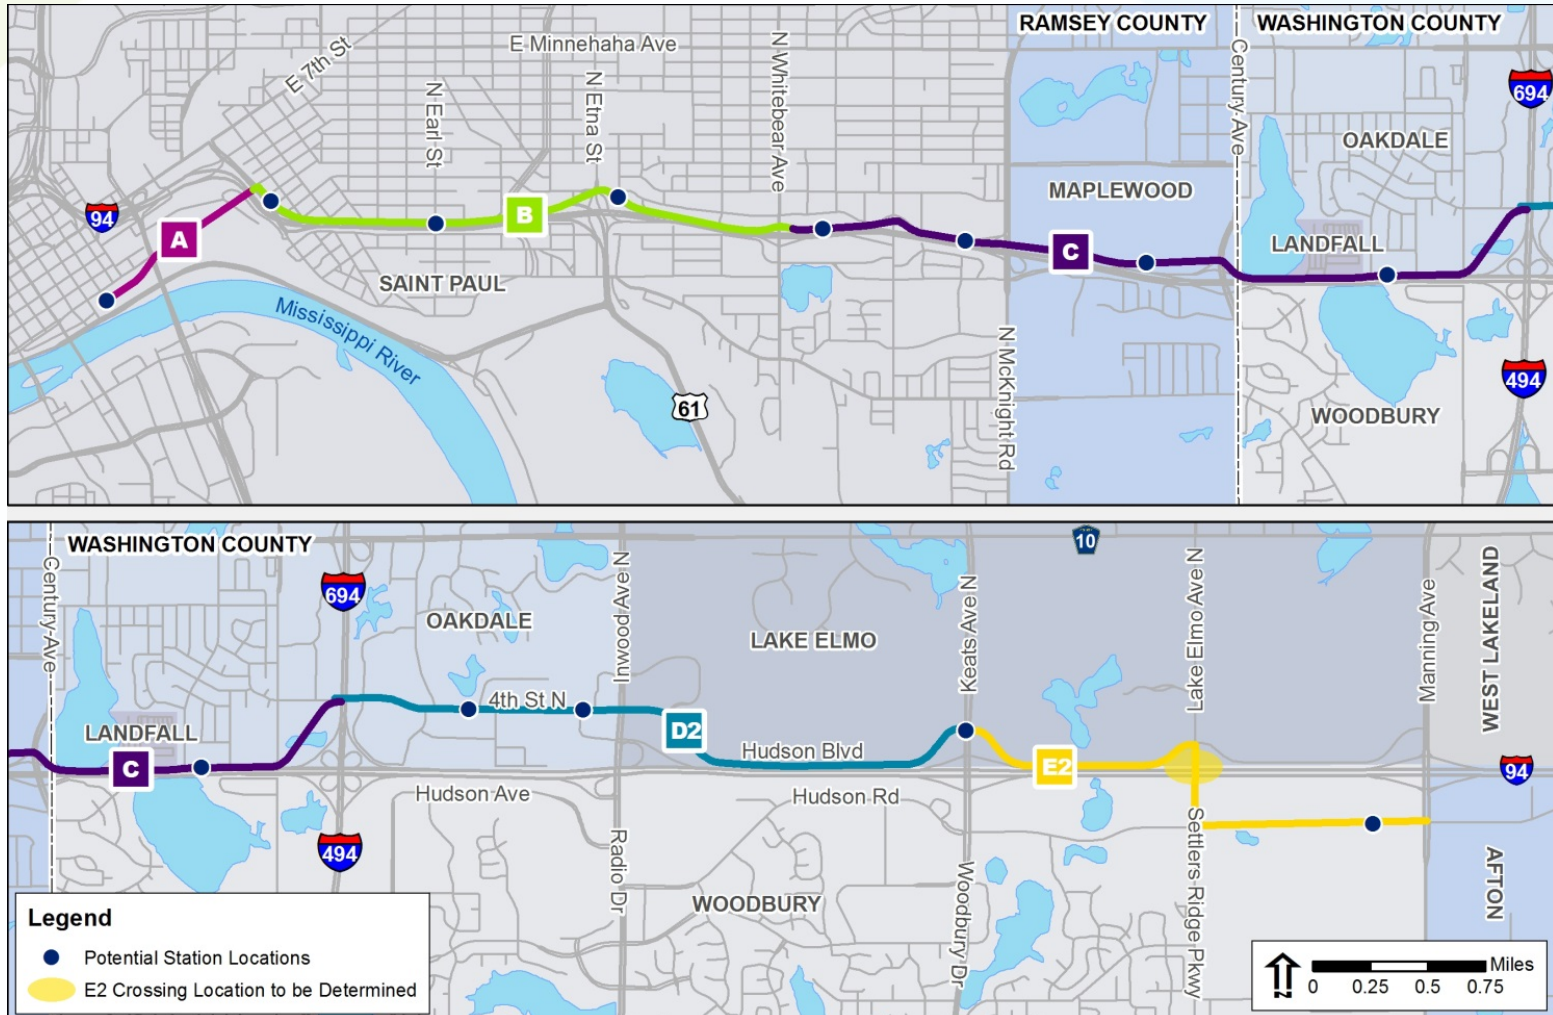 RAMSEY COUNTY
WASHINGTON COUNTY
E Minnehaha Ave
E 7th St
N Earl St
N Etna St
N Whitebear Ave
Century Ave
694
OAKDALE
MAPLEWOOD
94
A
B
C
LANDFALL
SAINT PAUL
Mississippi River
N McKnight Rd
61
494
WOODBURY
WASHINGTON COUNTY
Century Ave
694
OAKDALE
Inwood Ave N
LAKE ELMO
Keats Ave N
10
Lake Elmo Ave N
Manning Ave
WEST LAKELAND
4th St N
LANDFALL
D2
Hudson Blvd
C
E2
94
Hudson Ave
Hudson Rd
494
Radio Dr
WOODBURY
Woodbury Dr
Settlers Ridge Pkwy
AFTON
Legend
Potential Station Locations
E2 Crossing Location to be Determined
N
Miles
0 0.25 0.5 0.75